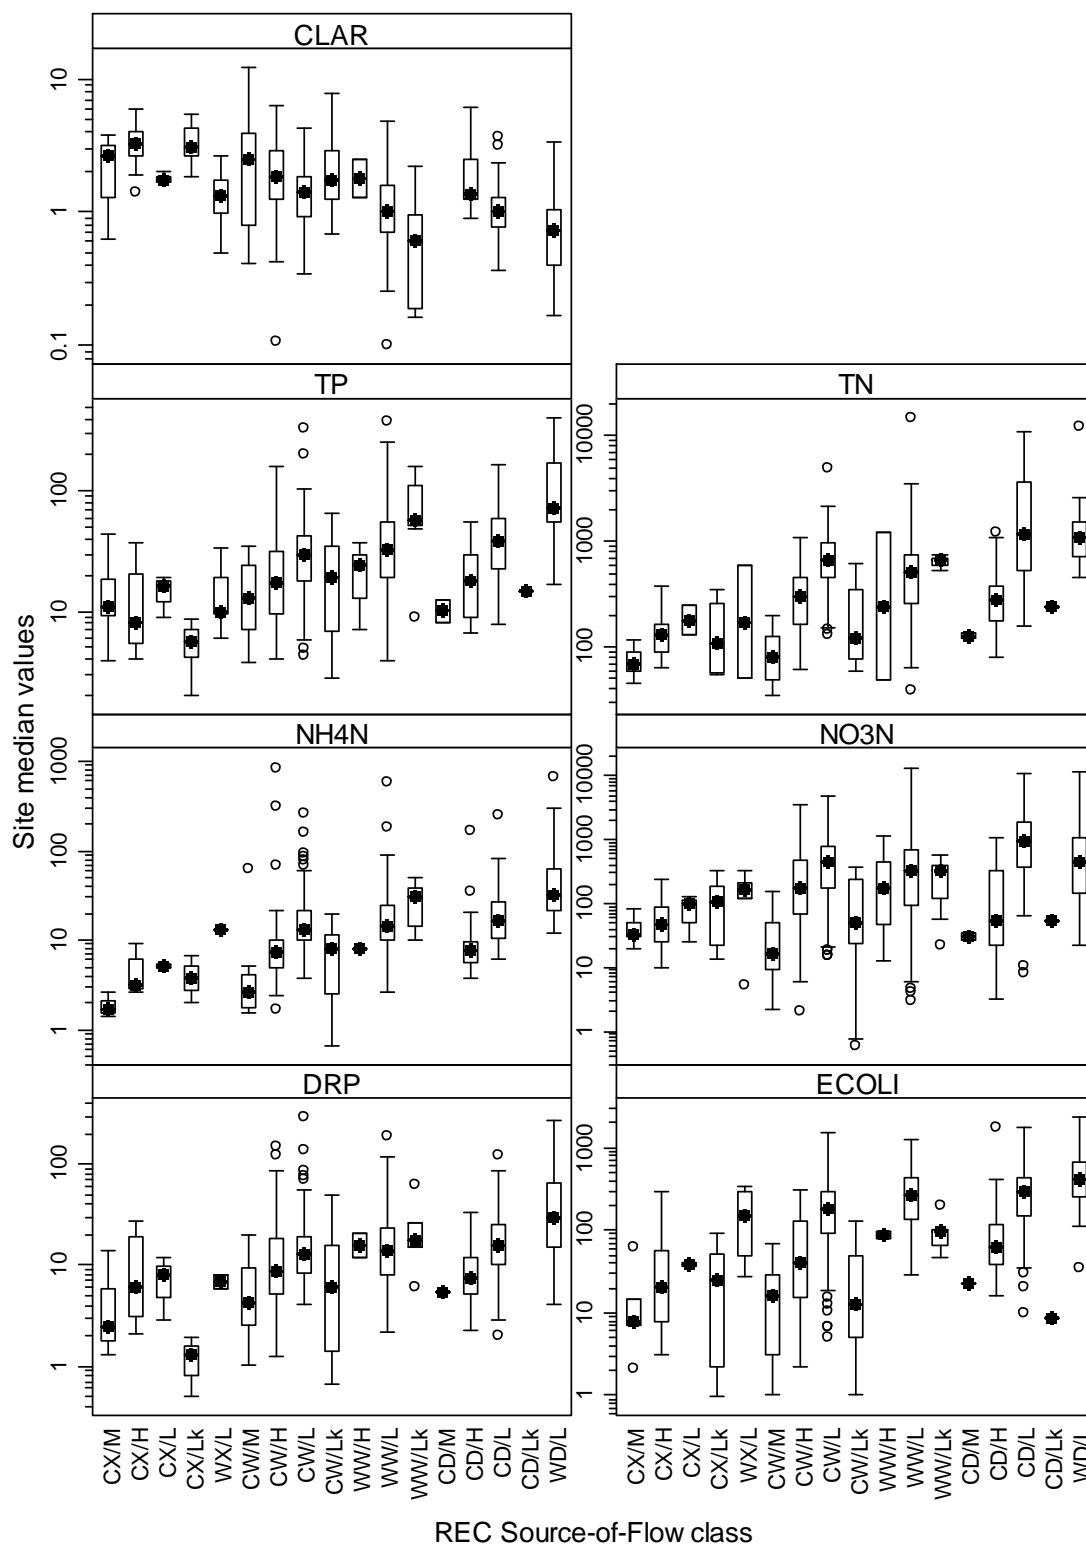 CLAR
10
1
0.1
TP
TN
100
10
10000
1000
100
NH4N
NO3N
1000
100
10
1
10000
1000
100
10
1
DRP
ECOLI
100
10
1
1000
100
10
1
Site median values
CX/M
CX/H
CX/L
CX/Lk
WX/L
CW/M
CW/H
CW/L
CW/Lk
WW/H
WW/L
WW/Lk
CD/M
CD/H
CD/L
CD/Lk
WD/L
CX/M
CX/H
CX/L
CX/Lk
WX/L
CW/M
CW/H
CW/L
CW/Lk
WW/H
WW/L
WW/Lk
CD/M
CD/H
CD/L
CD/Lk
WD/L
REC Source-of-Flow class